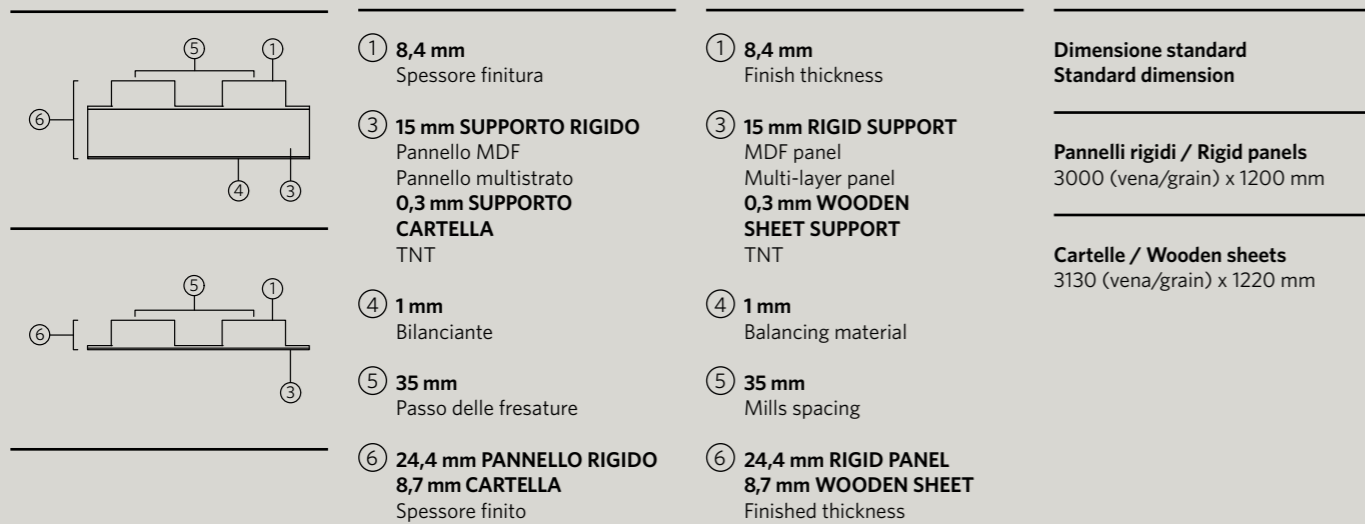 ⑤
①
⑥
④
③
⑤
①
⑥
③
① 8,4 mm
Spessore finitura
③ 15 mm SUPPORTO RIGIDO
Pannello MDF
Pannello multistrato
0,3 mm SUPPORTO
CARTELLA
TNT
④ 1 mm
Bilanciante
⑤ 35 mm
Passo delle fresature
⑥ 24,4 mm PANNELLO RIGIDO
8,7 mm CARTELLA
Spessore finito
① 8,4 mm
Finish thickness
③ 15 mm RIGID SUPPORT
MDF panel
Multi-layer panel
0,3 mm WOODEN
SHEET SUPPORT
TNT
④ 1 mm
Balancing material
⑤ 35 mm
Mills spacing
⑥ 24,4 mm RIGID PANEL
8,7 mm WOODEN SHEET
Finished thickness
Dimensione standard
Standard dimension
Pannelli rigidi / Rigid panels
3000 (vena/grain) x 1200 mm
Cartelle / Wooden sheets
3130 (vena/grain) x 1220 mm